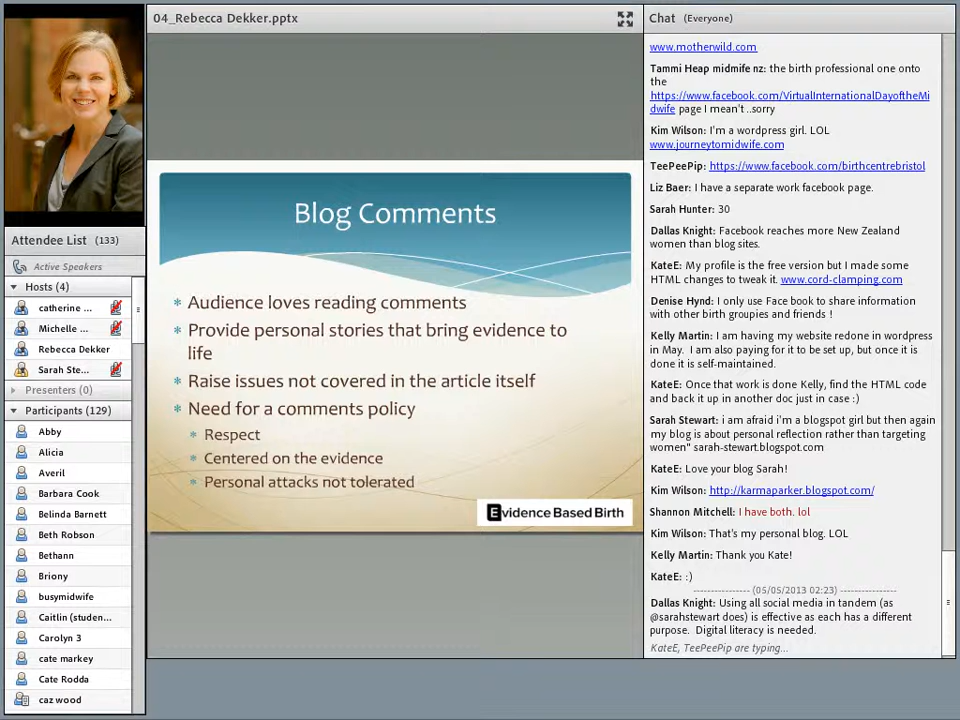 04_Rebecca Dekker.pptx
Blog Comments
* Audience loves reading comments
* Provide personal stories that bring evidence to
life
* Raise issues not covered in the article itself
* Need for a comments policy
* Respect
* Centered on the evidence
* Personal attacks not tolerated
Evidence Based Birth
Attendee List (133)
Active Speakers
Hosts (4)
catherine ...
Michelle ...
Rebecca Dekker
Sarah Ste...
Presenters (0)
Participants (129)
Abby
Alicia
Averil
Barbara Cook
Belinda Barnett
Beth Robson
Bethann
Briony
busymidwife
Caitlin (studen...
Carolyn 3
cate markey
Cate Rodda
caz wood
Chat (Everyone)
www.motherwild.com
Tammi Heap midwife nz: the birth professional one onto
the
https://www.facebook.com/VirtualInternationalDayoftheMi
dwife page I mean't ..sorry
Kim Wilson: I'm a wordpress girl. LOL
www.journeytomidwife.com
TeePeePip: https://www.facebook.com/birthcentrebristol
Liz Baer: I have a separate work facebook page.
Sarah Hunter: 30
Dallas Knight: Facebook reaches more New Zealand
women than blog sites.
KateE: My profile is the free version but I made some
HTML changes to tweak it. www.cord-clamping.com
Denise Hynd: I only use Face book to share information
with other birth groupies and friends !
Kelly Martin: I am having my website redone in wordpress
in May. I am also paying for it to be set up, but once it is
done it is self-maintained.
KateE: Once that work is done Kelly, find the HTML code
and back it up in another doc just in case :)
Sarah Stewart: i am afraid i'm a blogspot girl but then again
my blog is about personal reflection rather than targeting
women" sarah-stewart.blogspot.com
KateE: Love your blog Sarah!
Kim Wilson: http://karmaparker.blogspot.com/
Shannon Mitchell: I have both. lol
Kim Wilson: That's my personal blog. LOL
Kelly Martin: Thank you Kate!
KateE: :)
---------------- (05/05/2013 02:23) ----------------
Dallas Knight: Using all social media in tandem (as
@sarahstewart does) is effective as each has a different
purpose. Digital literacy is needed.
KateE, TeePeePip are typing...